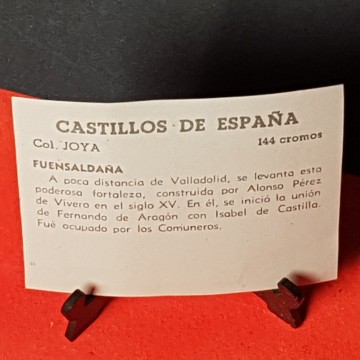 CASTILLOS DE ESPAÑA
Col. JOYA 144 cromos
FUENSALDAÑA
A poca distancia de Valladolid, se levanta esta
poderosa fortaleza, construida por Alonso Pérez
de Vivero en el siglo XV. En él, se inició la unión
de Fernando de Aragón con Isabel de Castilla.
Fué ocupado por los Comuneros.